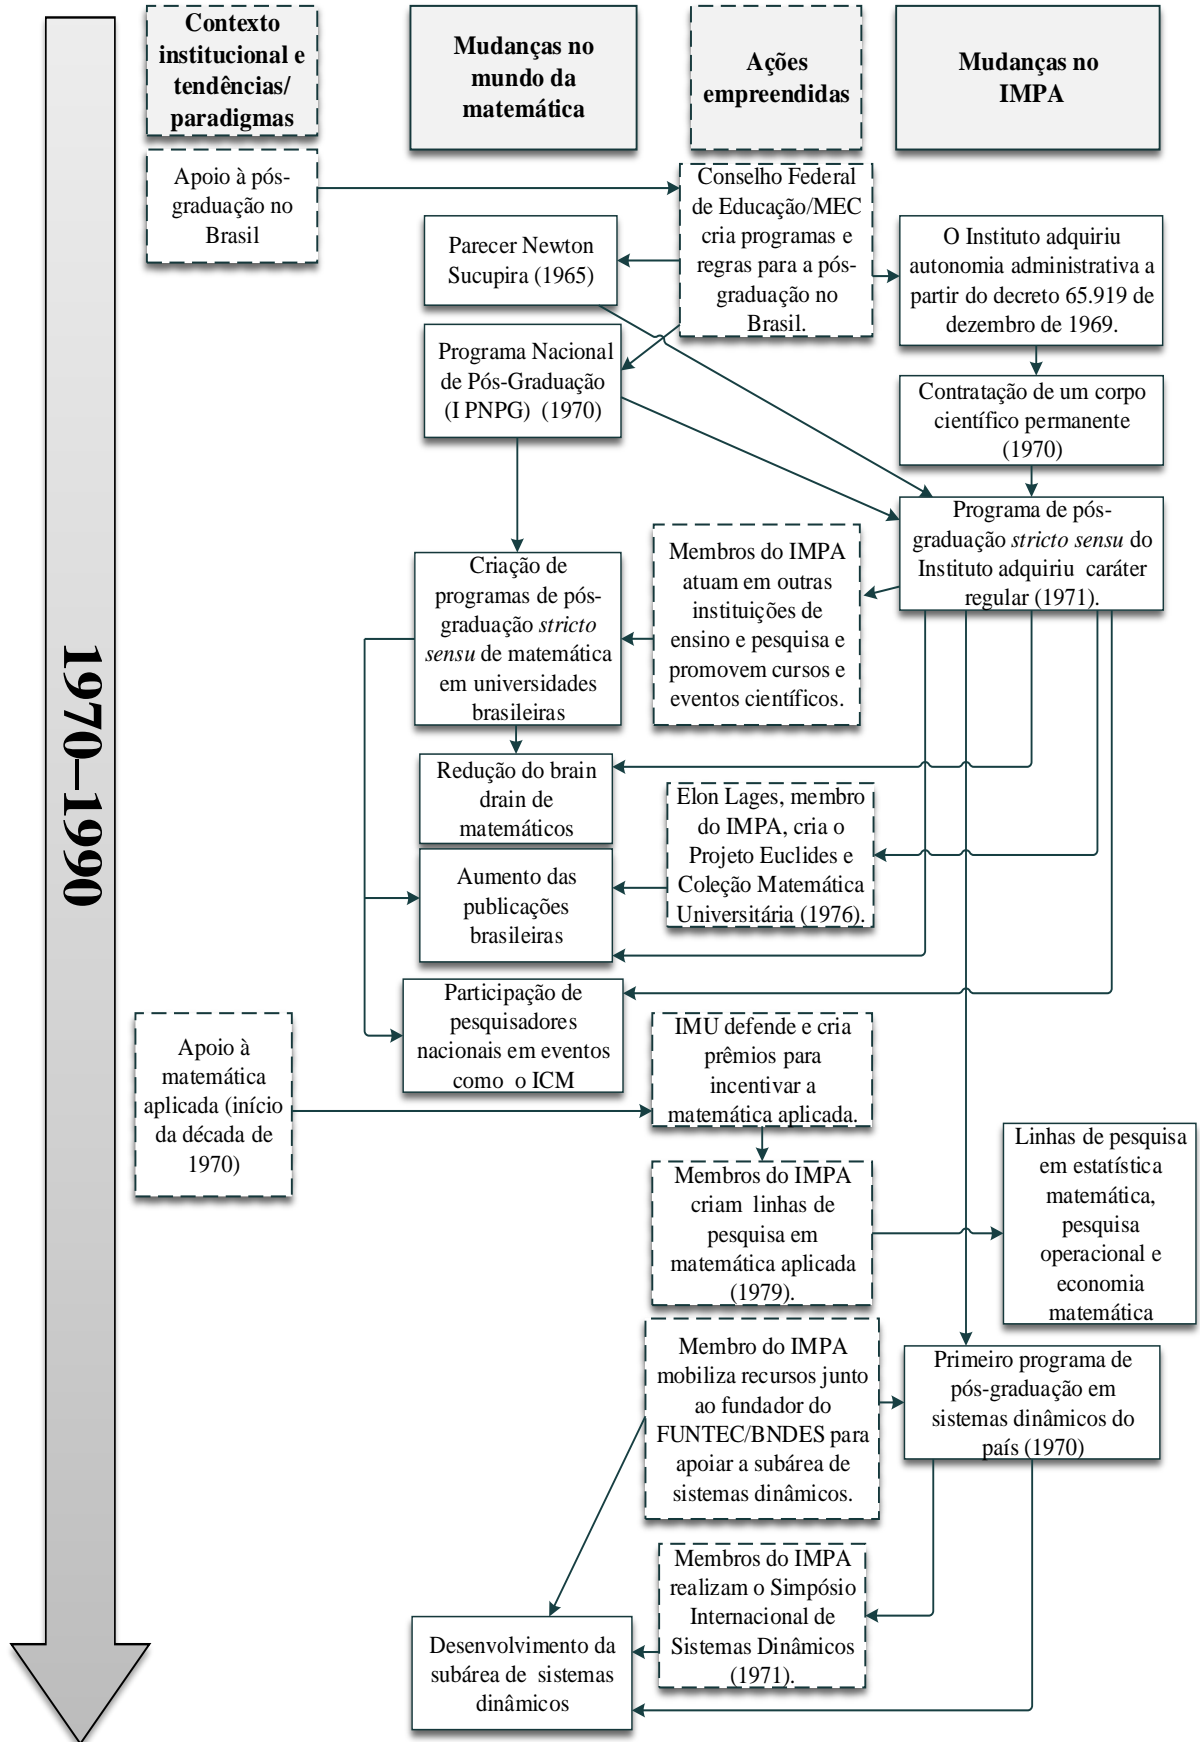 Contexto
institucional e
tendências/
paradigmas
Mudanças no
mundo da
matemática
Ações
empreendidas
Mudanças no
IMPA
1970–1990
Apoio à pós-
graduação no
Brasil
Conselho Federal
de Educação/MEC
cria programas e
regras para a pós-
graduação no
Brasil.
Parecer Newton
Sucupira (1965)
O Instituto adquiriu
autonomia administrativa a
partir do decreto 65.919 de
dezembro de 1969.
Programa Nacional
de Pós-Graduação
(I PNPG) (1970)
Contratação de um corpo
científico permanente
(1970)
Programa de pós-
graduação stricto sensu do
Instituto adquiriu caráter
regular (1971).
Membros do IMPA
atuam em outras
instituições de
ensino e pesquisa e
promovem cursos e
eventos científicos.
Criação de
programas de pós-
graduação stricto
sensu de matemática
em universidades
brasileiras
Redução do brain
drain de
matemáticos
Elon Lages, membro
do IMPA, cria o
Projeto Euclides e
Coleção Matemática
Universitária (1976).
Aumento das
publicações
brasileiras
Participação de
pesquisadores
nacionais em eventos
como o ICM
Apoio à
matemática
aplicada (início
da década de
1970)
IMU defende e cria
prêmios para
incentivar a
matemática aplicada.
Membros do IMPA
criam linhas de
pesquisa em
matemática aplicada
(1979).
Linhas de pesquisa
em estatística
matemática,
pesquisa
operacional e
economia
matemática
Membro do IMPA
mobiliza recursos junto
ao fundador do
FUNTEC/BNDES para
apoiar a subárea de
sistemas dinâmicos.
Primeiro programa de
pós-graduação em
sistemas dinâmicos do
país (1970)
Membros do IMPA
realizam o Simpósio
Internacional de
Sistemas Dinâmicos
(1971).
Desenvolvimento da
subárea de sistemas
dinâmicos